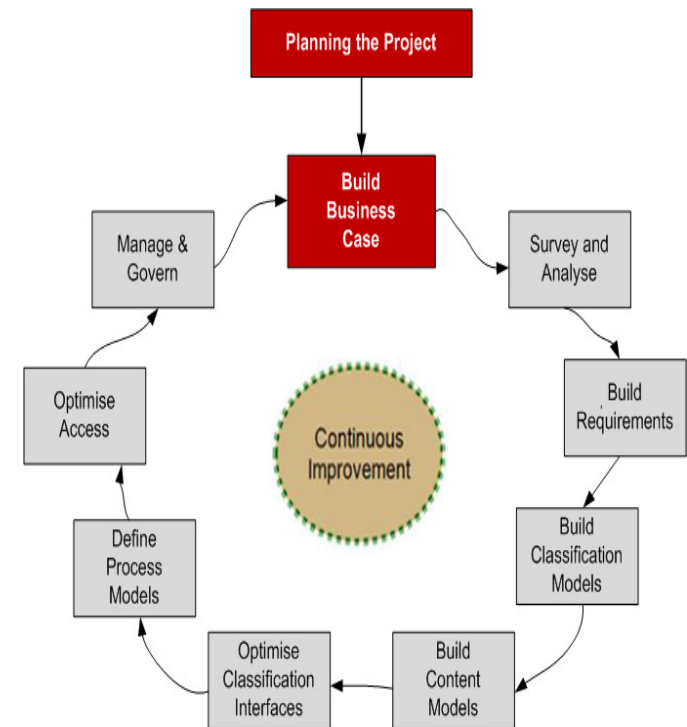 Planning the Project
Build
Business
Case
Survey and
Analyse
Build
Requirements
Build
Classification
Models
Build
Content
Models
Optimise
Classification
Interfaces
Define
Process
Models
Optimise
Access
Manage &
Govern
Continuous
Improvement